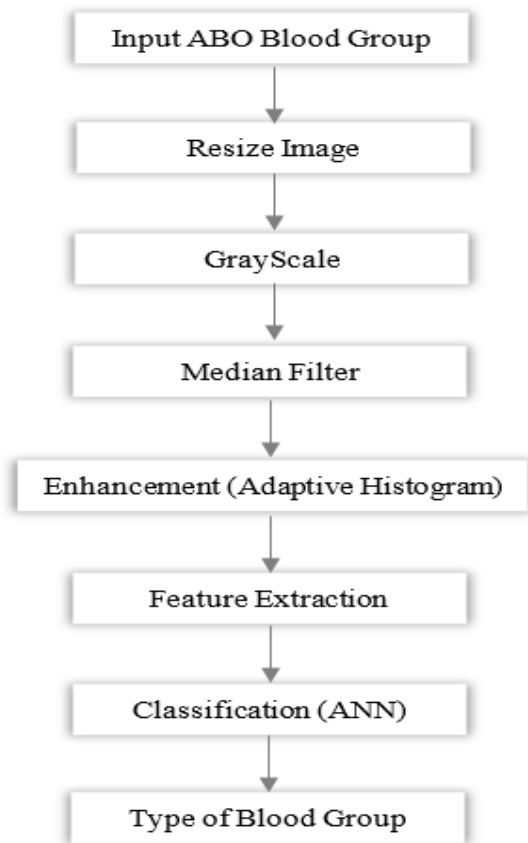 Input ABO Blood Group
Resize Image
GrayScale
Median Filter
Enhancement (Adaptive Histogram)
Feature Extraction
Classification (ANN)
Type of Blood Group